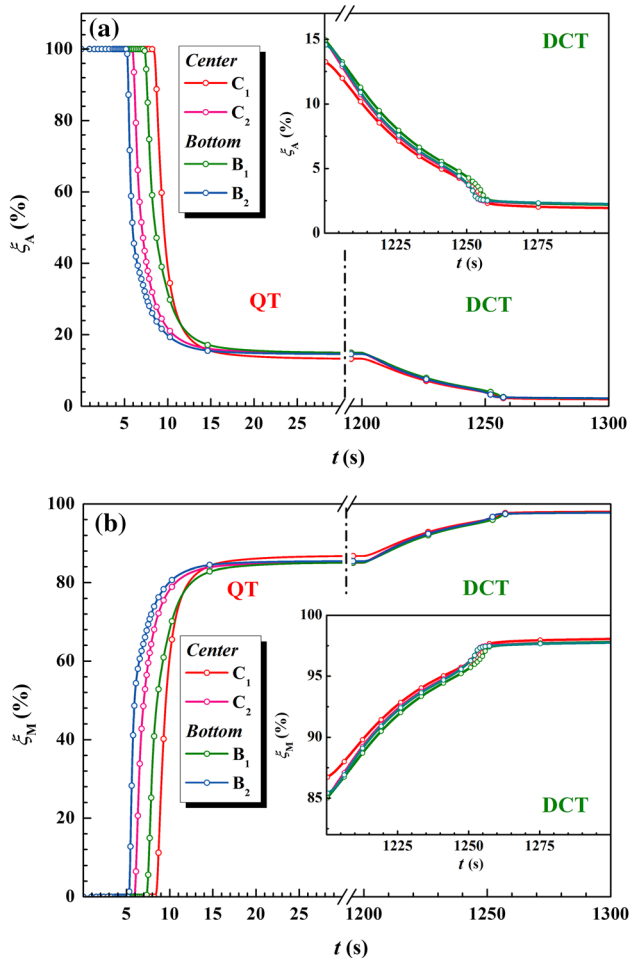 (a)
DCT
QT
DCT
Center
C1
C2
Bottom
B1
B2
ξA (%)
100
80
60
40
20
0
5 10 15 20 25 1200 1250 1300
t (s)
ξA (%)
15
10
5
0
1225 1250 1275
t (s)
(b)
QT
DCT
DCT
Center
C1
C2
Bottom
B1
B2
ξM (%)
100
80
60
40
20
0
5 10 15 20 25 1200 1250 1300
t (s)
ξM (%)
100
95
90
85
1225 1250 1275
t (s)